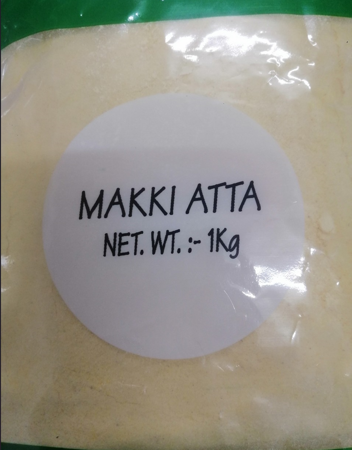 MAKKI ATTA
NET. WT. :- 1Kg